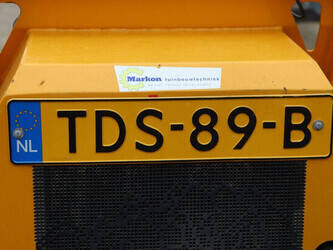 Markon tuinbouwtechniek
NL TDS-89-B